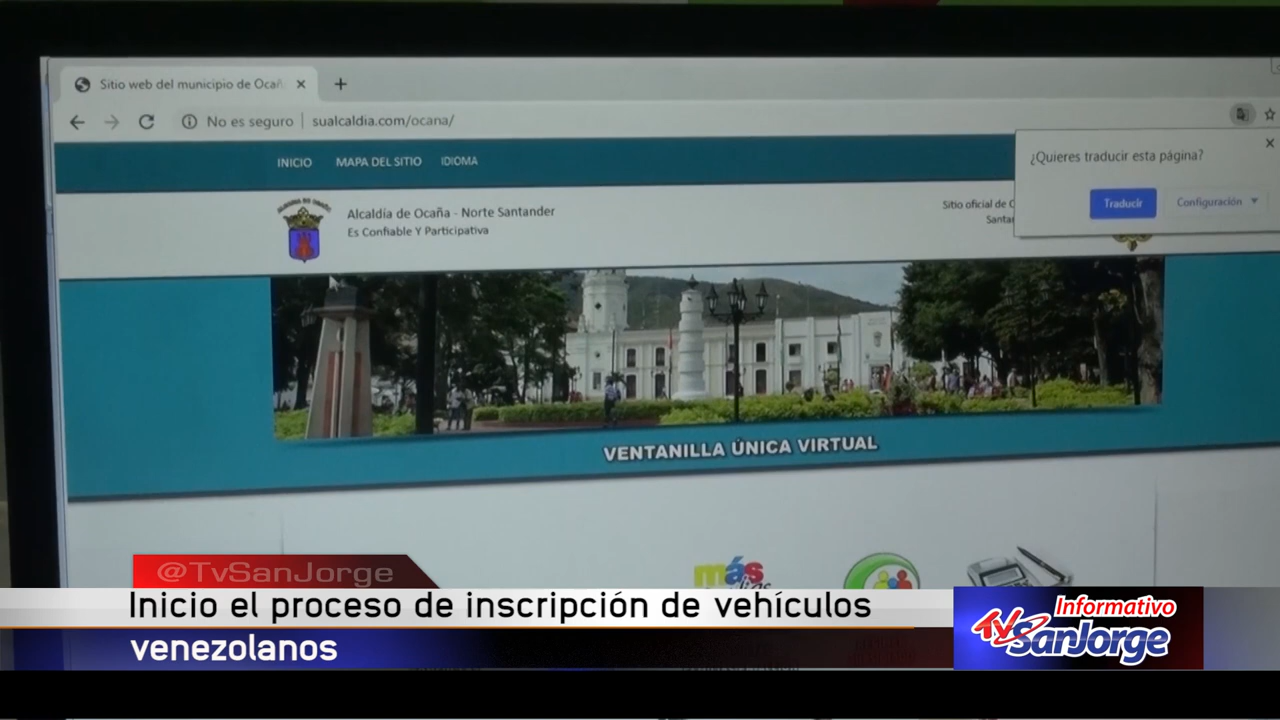 Sitio web del municipio de Ocaña
No es seguro
sualcaldia.com/ocana/
INICIO MAPA DEL SITIO IDIOMA
¿Quieres traducir esta página?
Traducir Configuración
Alcaldía de Ocaña - Norte Santander
Es Confiable Y Participativa
Sitio oficial de
VENTANILLA ÚNICA VIRTUAL
más
@TvSanJorge
Inicio el proceso de inscripción de vehículos
venezolanos
Informativo
TV SanJorge